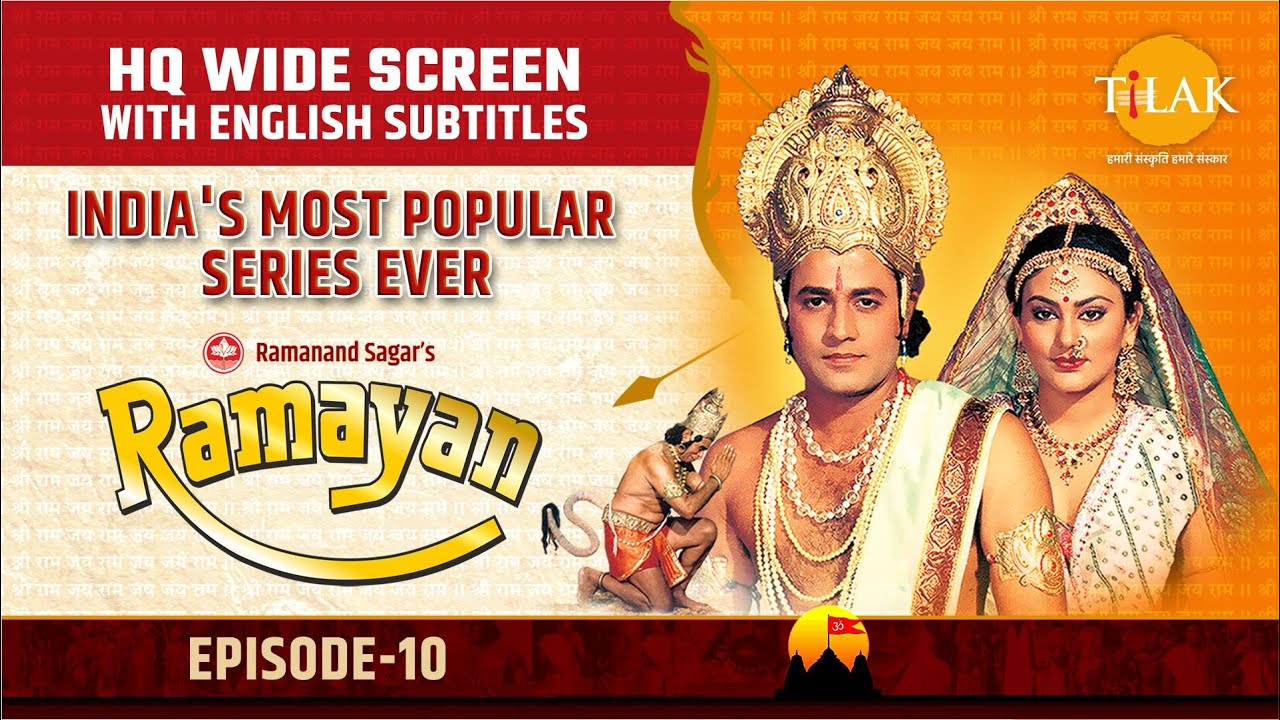 HQ WIDE SCREEN
WITH ENGLISH SUBTITLES
INDIA'S MOST POPULAR
SERIES EVER
Ramanand Sagar's
Ramayan
EPISODE-10
TiLAK
हमारी संस्कृति हमारे संस्कार
ॐ